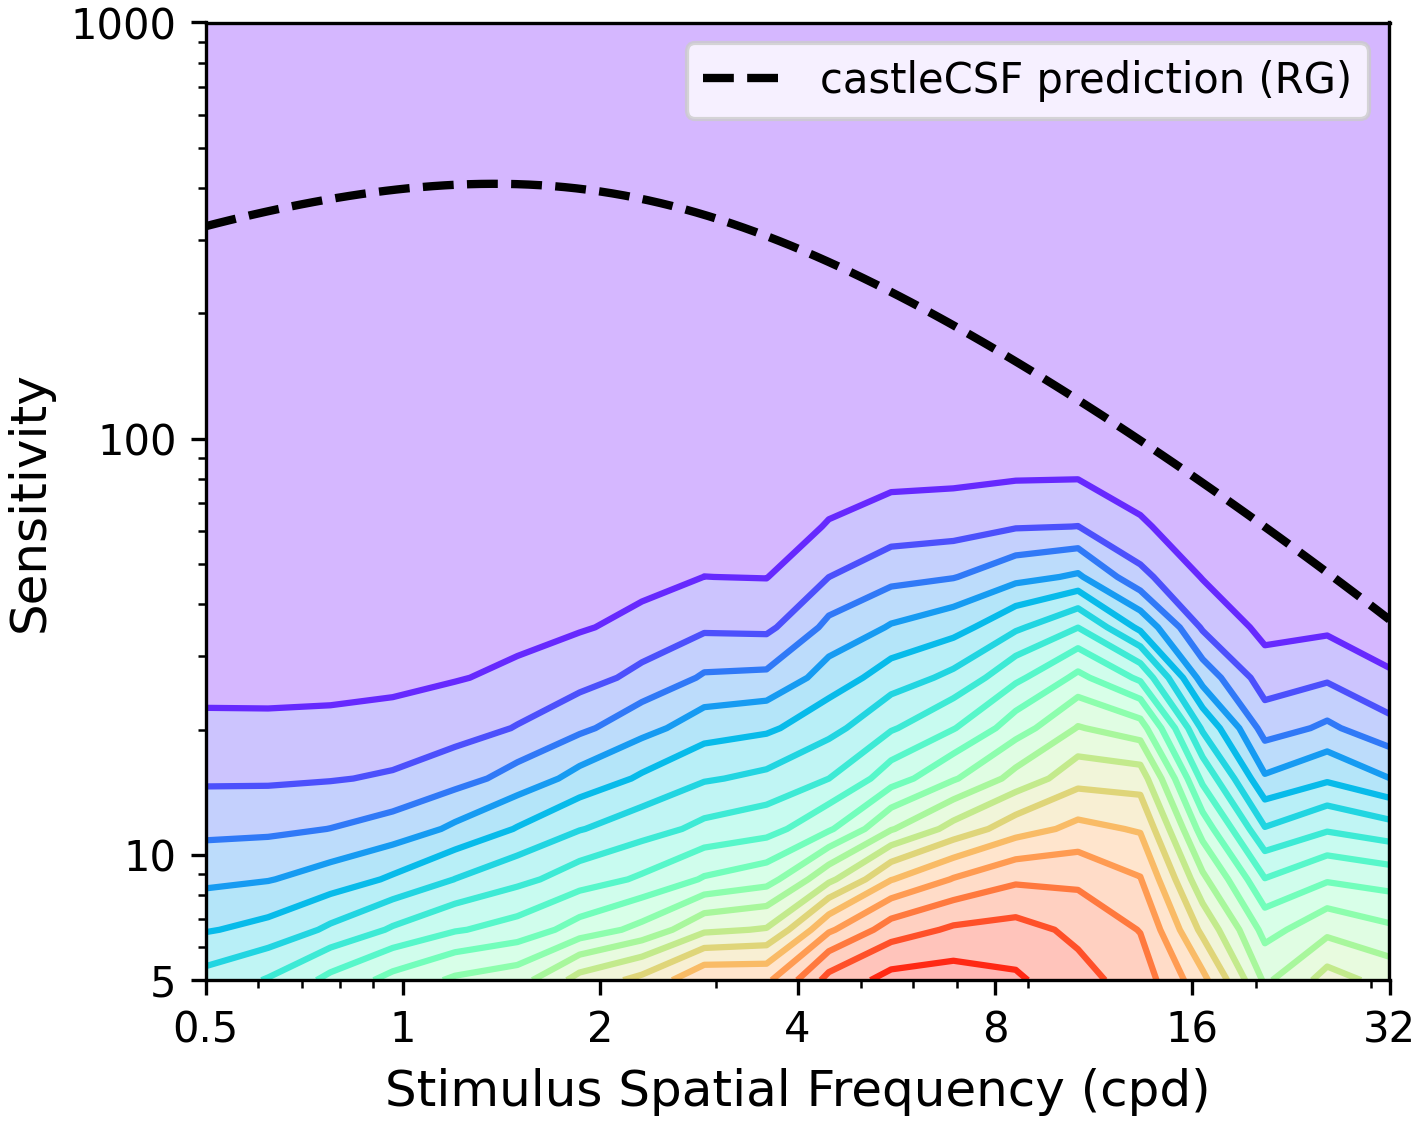 1000
castleCSF prediction (RG)
Sensitivity
100
10
5
0.5 1 2 4 8 16 32
Stimulus Spatial Frequency (cpd)